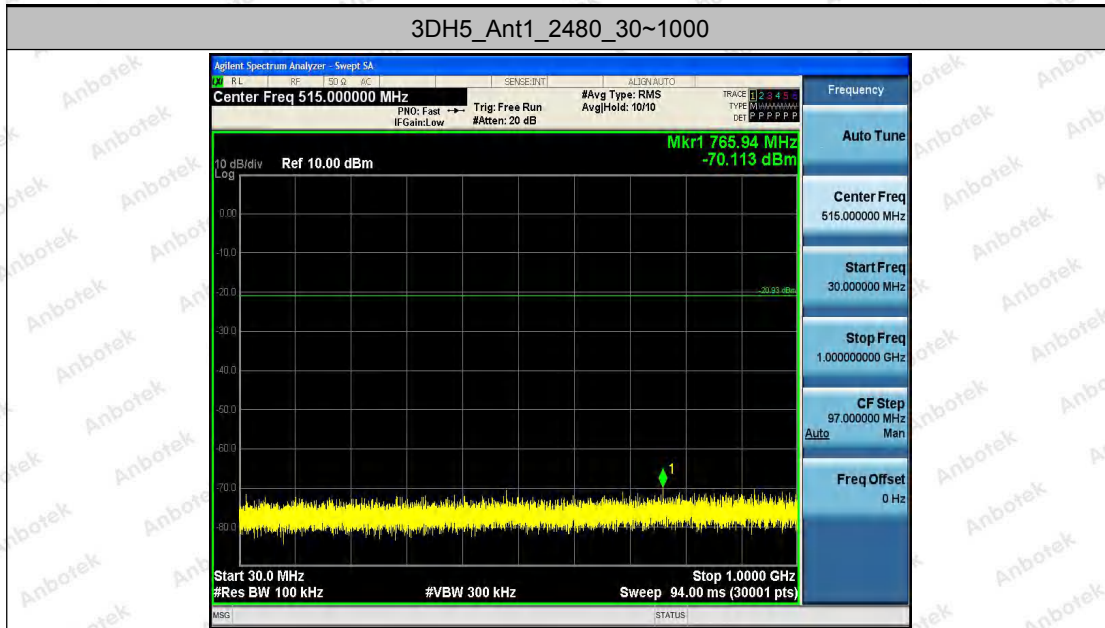 3DH5_Ant1_2480_30~1000
Agilent Spectrum Analyzer - Swept SA
RL RF 50 Ω AC SENSE:INT ALIGN AUTO
Center Freq 515.000000 MHz
PNO: Fast
IFGain:Low
Trig: Free Run
#Atten: 20 dB
#Avg Type: RMS
Avg|Hold: 10/10
TRACE 1 2 3 4 5 6
TYPE M
DET P P P P P P
Mkr1 765.94 MHz
-70.113 dBm
10 dB/div Ref 10.00 dBm
Log
0.00
-10.0
-20.0
-20.93 dBm
-30.0
-40.0
-50.0
-60.0
-70.0
-80.0
1
Start 30.0 MHz Stop 1.0000 GHz
#Res BW 100 kHz #VBW 300 kHz Sweep 94.00 ms (30001 pts)
MSG STATUS
Frequency
Auto Tune
Center Freq
515.000000 MHz
Start Freq
30.000000 MHz
Stop Freq
1.000000000 GHz
CF Step
97.000000 MHz
Auto Man
Freq Offset
0 Hz
Anbotek